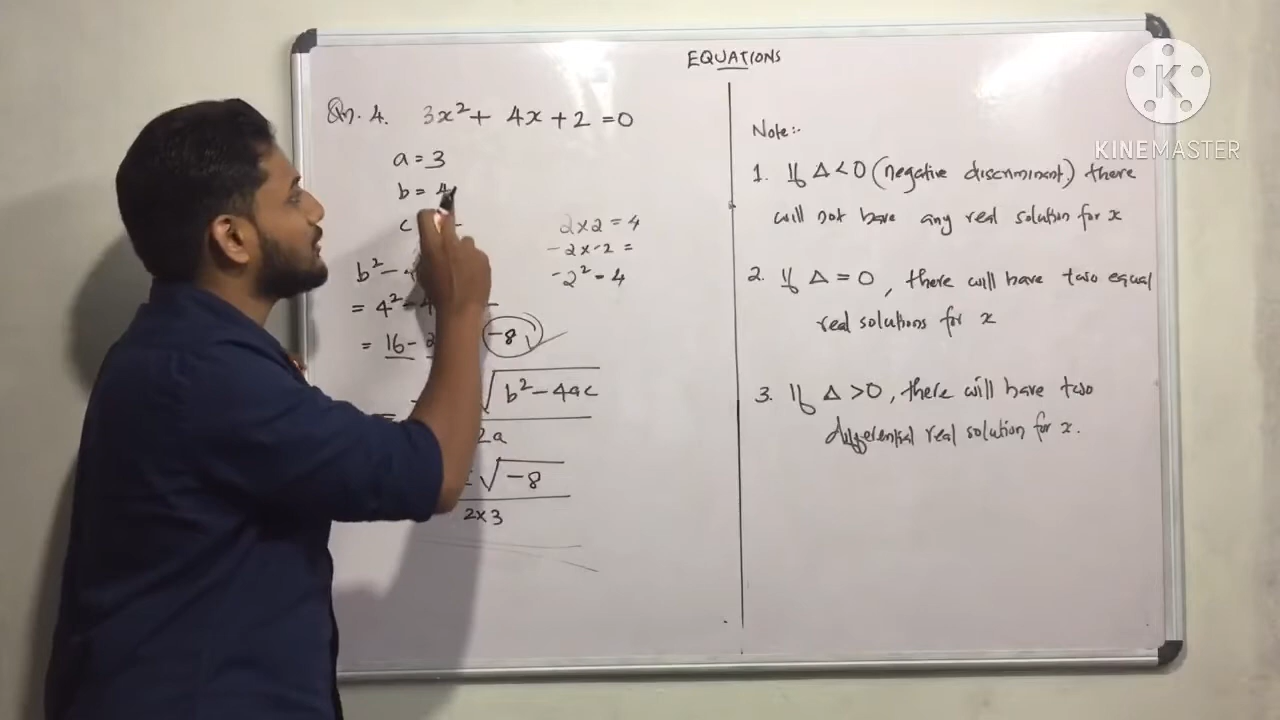 EQUATIONS
Qn. 4. 3x² + 4x + 2 = 0
a = 3
b = 4
c
2x2 = 4
-2x-2 =
-2² = 4
b² - 4
= 4² - 4
= 16 - -8
√b² - 4ac
=
2a
√-8
2x3
Note:-
1. If Δ<0 (negative discriminant) there
will not have any real solution for x
2. If Δ = 0, there will have two equal
real solutions for x
3. If Δ >0, there will have two
differential real solution for x.
K
KINEMASTER